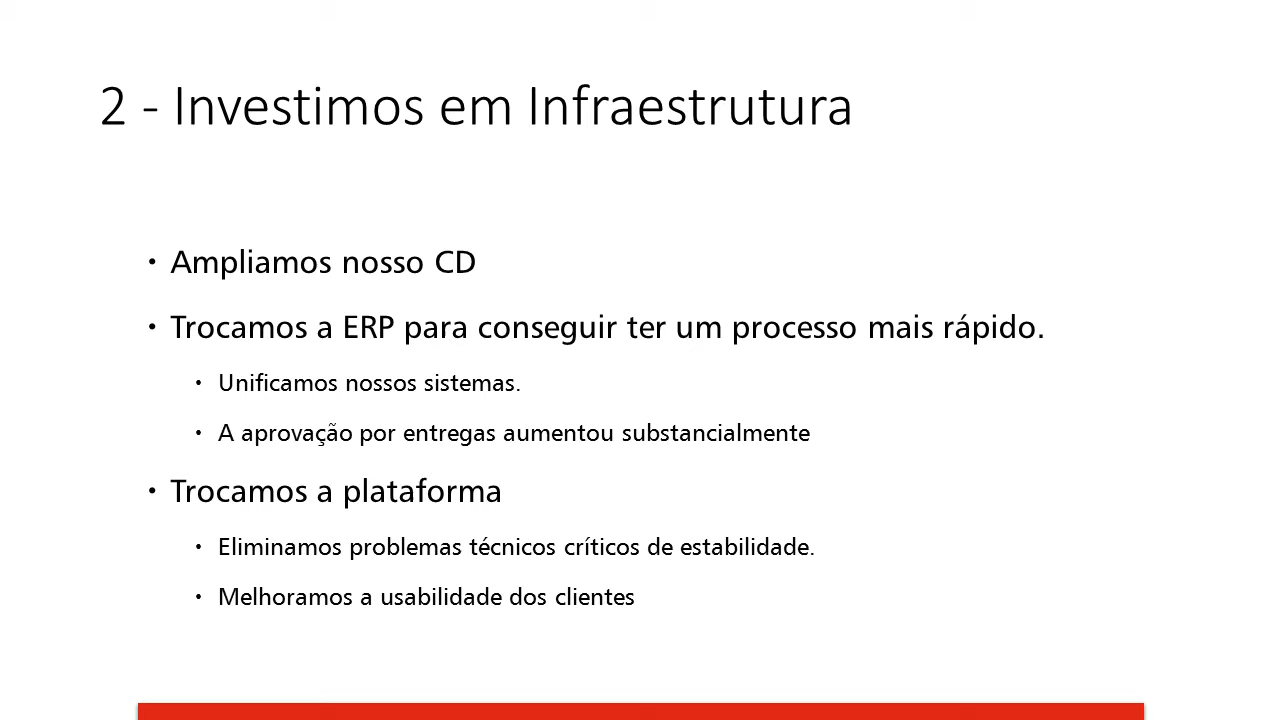 2 - Investimos em Infraestrutura
• Ampliamos nosso CD
• Trocamos a ERP para conseguir ter um processo mais rápido.
• Unificamos nossos sistemas.
• A aprovação por entregas aumentou substancialmente
• Trocamos a plataforma
• Eliminamos problemas técnicos críticos de estabilidade.
• Melhoramos a usabilidade dos clientes